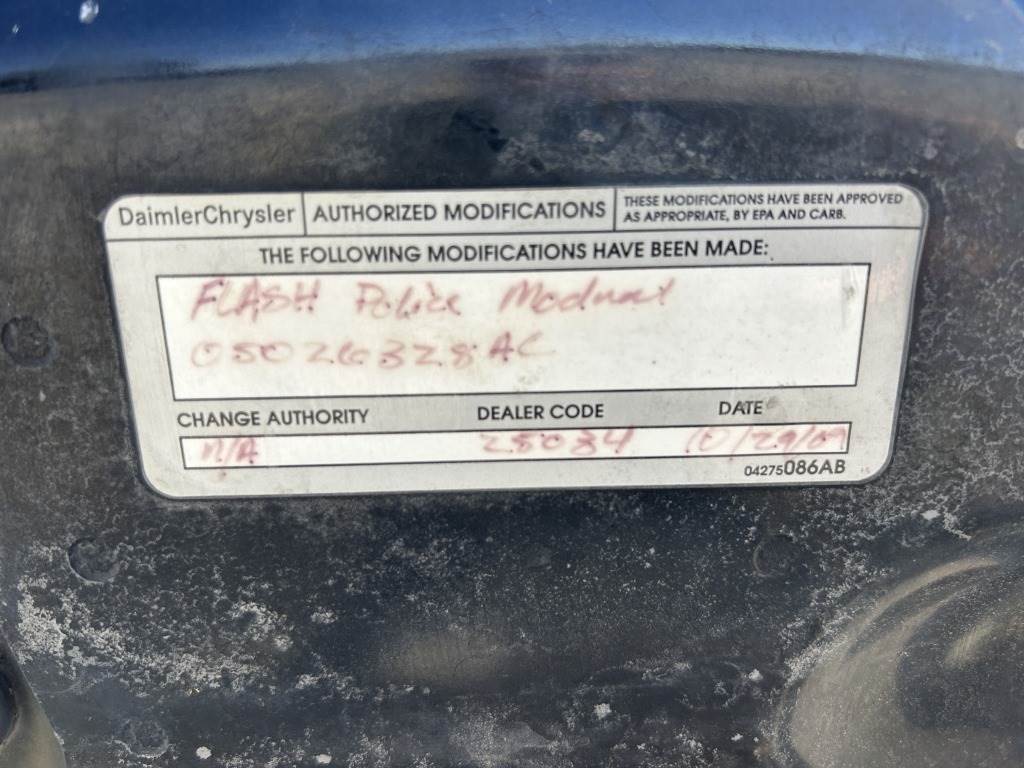 DaimlerChrysler AUTHORIZED MODIFICATIONS THESE MODIFICATIONS HAVE BEEN APPROVED
AS APPROPRIATE, BY EPA AND CARB.
THE FOLLOWING MODIFICATIONS HAVE BEEN MADE:
FLASH Police
05026328AC
CHANGE AUTHORITY DEALER CODE DATE
N/A 25034 10/29/09
04275086AB